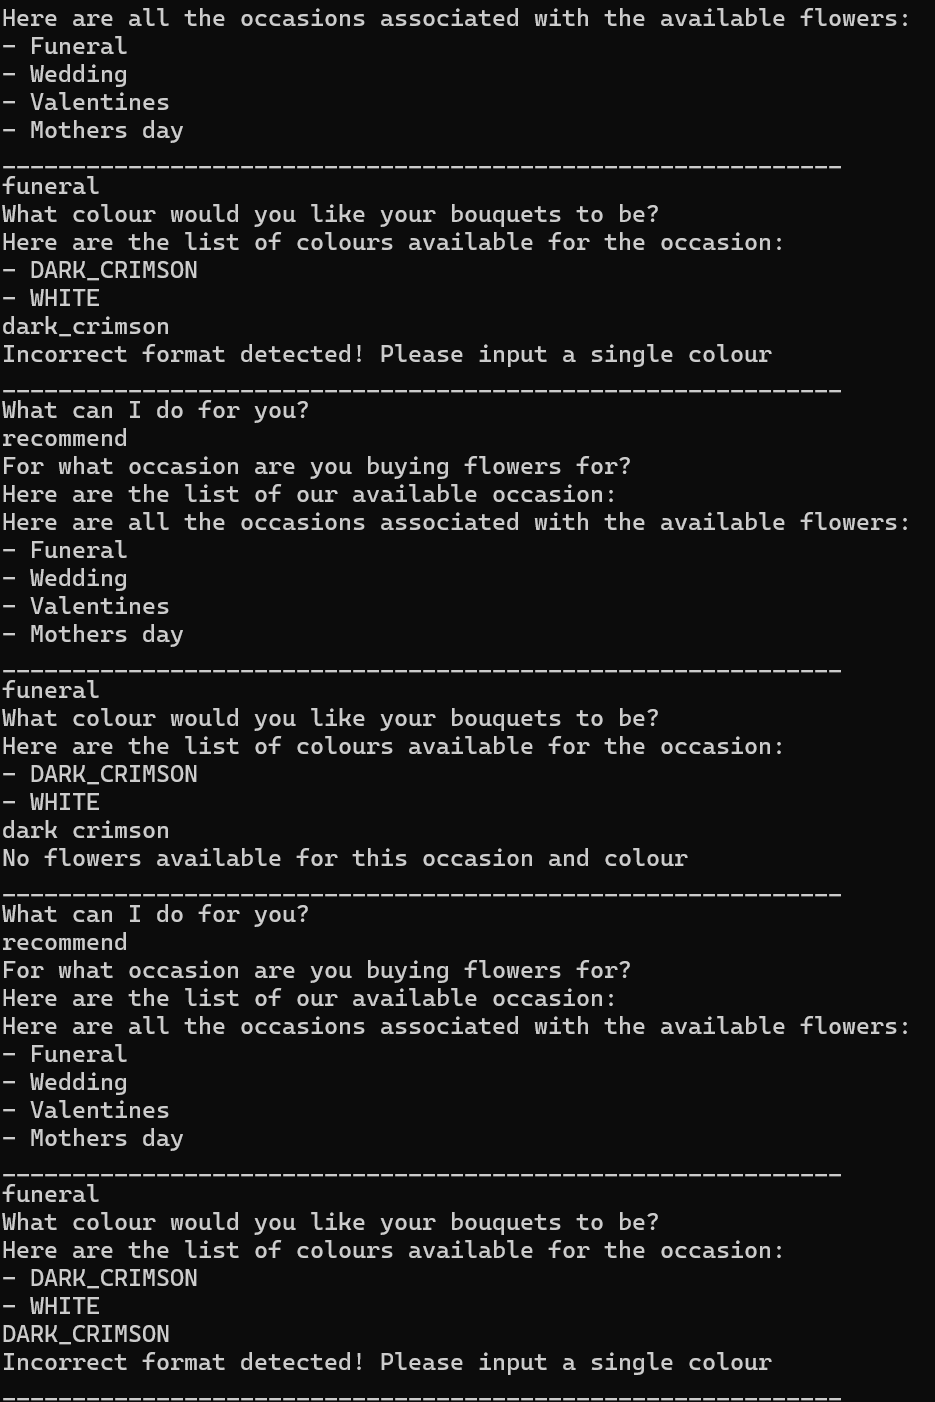 Here are all the occasions associated with the available flowers:
- Funeral
- Wedding
- Valentines
- Mothers day
____________________________________________________________
funeral
What colour would you like your bouquets to be?
Here are the list of colours available for the occasion:
- DARK_CRIMSON
- WHITE
dark_crimson
Incorrect format detected! Please input a single colour
____________________________________________________________
What can I do for you?
recommend
For what occasion are you buying flowers for?
Here are the list of our available occasion:
Here are all the occasions associated with the available flowers:
- Funeral
- Wedding
- Valentines
- Mothers day
____________________________________________________________
funeral
What colour would you like your bouquets to be?
Here are the list of colours available for the occasion:
- DARK_CRIMSON
- WHITE
dark crimson
No flowers available for this occasion and colour
____________________________________________________________
What can I do for you?
recommend
For what occasion are you buying flowers for?
Here are the list of our available occasion:
Here are all the occasions associated with the available flowers:
- Funeral
- Wedding
- Valentines
- Mothers day
____________________________________________________________
funeral
What colour would you like your bouquets to be?
Here are the list of colours available for the occasion:
- DARK_CRIMSON
- WHITE
DARK_CRIMSON
Incorrect format detected! Please input a single colour
____________________________________________________________